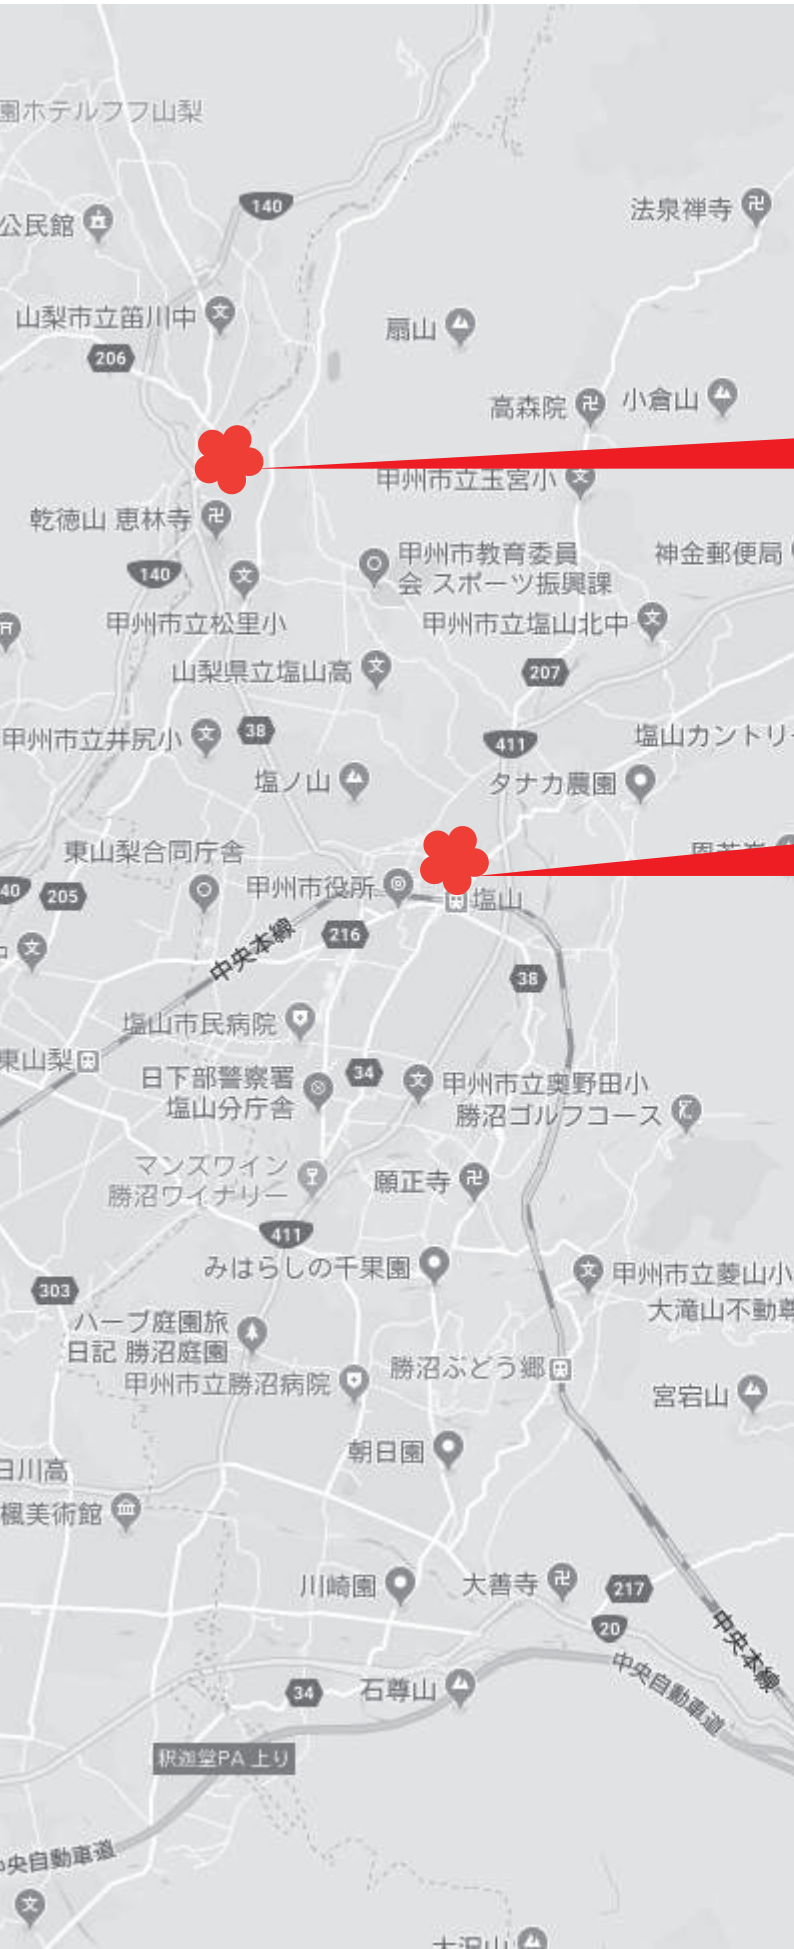 園ホテルフフ山梨
140
法泉禅寺
公民館
山梨市立笛川中
扇山
206
高森院
小倉山
甲州市立玉宮小
乾徳山 恵林寺
甲州市教育委員
会 スポーツ振興課
神金郵便局
140
甲州市立松里小
甲州市立塩山北中
山梨県立塩山高
207
甲州市立井尻小
38
411
塩山カントリー
塩ノ山
タナカ農園
東山梨合同庁舎
甲州市役所
40
205
塩山
216
中央本線
38
塩山市民病院
東山梨
日下部警察署
塩山分庁舎
34
甲州市立奥野田小
勝沼ゴルフコース
マンズワイン
勝沼ワイナリー
願正寺
411
みはらしの千果園
甲州市立菱山小
303
大滝山不動尊
ハーブ庭園旅
日記 勝沼庭園
甲州市立勝沼病院
勝沼ぶどう郷
宮宕山
朝日園
日川高
楓美術館
川崎園
大善寺
217
20
中央本線
中央自動車道
34
石尊山
釈迦堂PA 上り
中央自動車道
大沢山